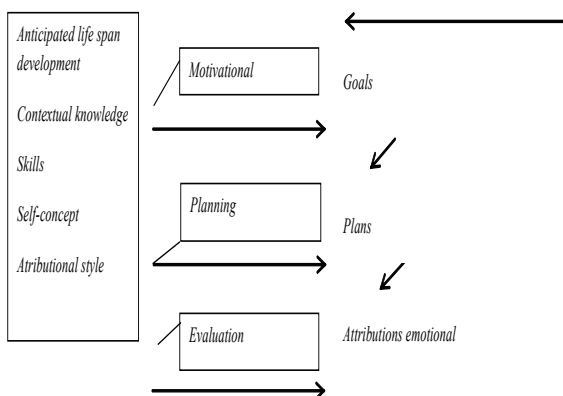 Anticipated life span
development
Contextual knowledge
Skills
Self-concept
Atributional style
Motivational
Goals
Planning
Plans
Evaluation
Attributions emotional